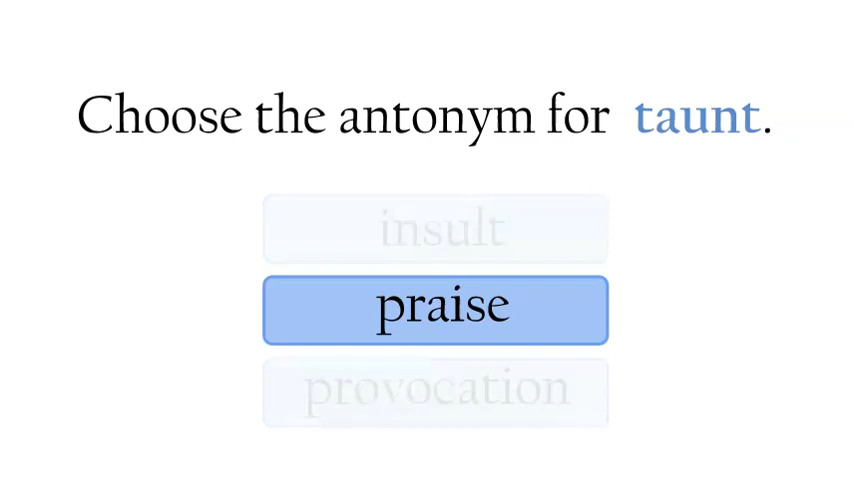 Choose the antonym for taunt.
insult
praise
provocation